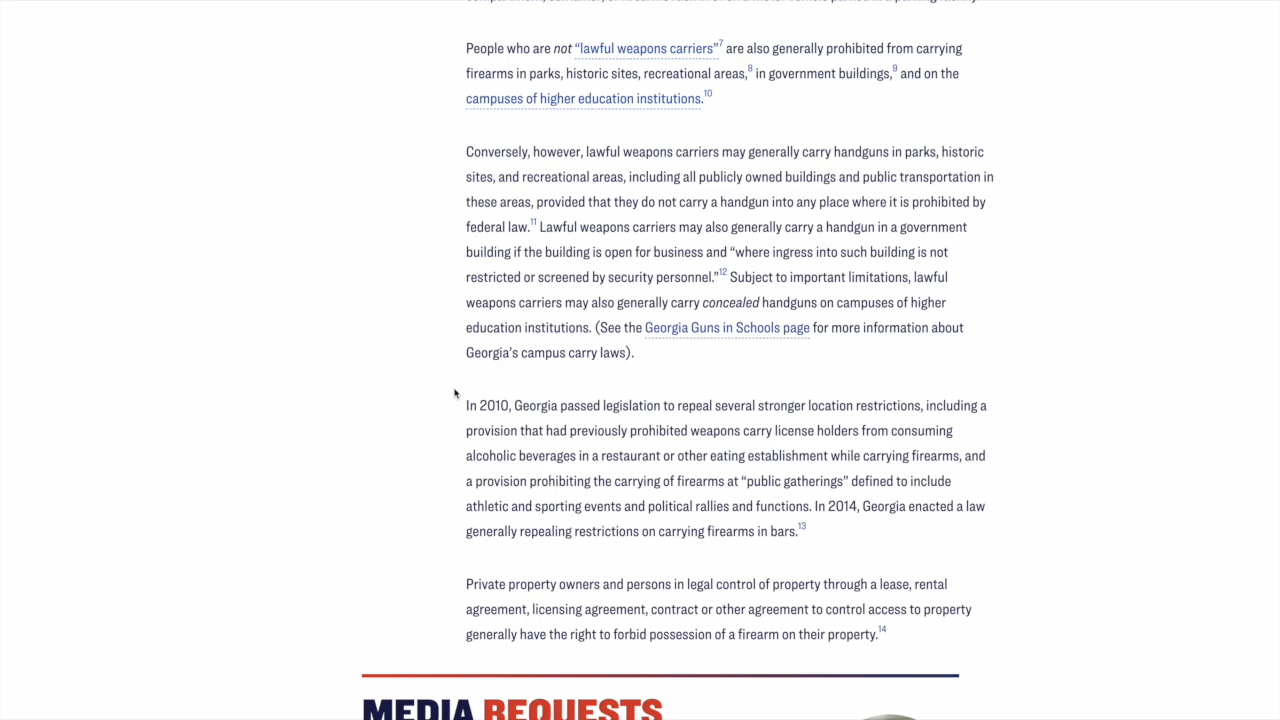 People who are not “lawful weapons carriers”7 are also generally prohibited from carrying
firearms in parks, historic sites, recreational areas,8 in government buildings,9 and on the
campuses of higher education institutions.10
Conversely, however, lawful weapons carriers may generally carry handguns in parks, historic
sites, and recreational areas, including all publicly owned buildings and public transportation in
these areas, provided that they do not carry a handgun into any place where it is prohibited by
federal law.11 Lawful weapons carriers may also generally carry a handgun in a government
building if the building is open for business and “where ingress into such building is not
restricted or screened by security personnel.”12 Subject to important limitations, lawful
weapons carriers may also generally carry concealed handguns on campuses of higher
education institutions. (See the Georgia Guns in Schools page for more information about
Georgia’s campus carry laws).
In 2010, Georgia passed legislation to repeal several stronger location restrictions, including a
provision that had previously prohibited weapons carry license holders from consuming
alcoholic beverages in a restaurant or other eating establishment while carrying firearms, and
a provision prohibiting the carrying of firearms at “public gatherings” defined to include
athletic and sporting events and political rallies and functions. In 2014, Georgia enacted a law
generally repealing restrictions on carrying firearms in bars.13
Private property owners and persons in legal control of property through a lease, rental
agreement, licensing agreement, contract or other agreement to control access to property
generally have the right to forbid possession of a firearm on their property.14
MEDIA REQUESTS